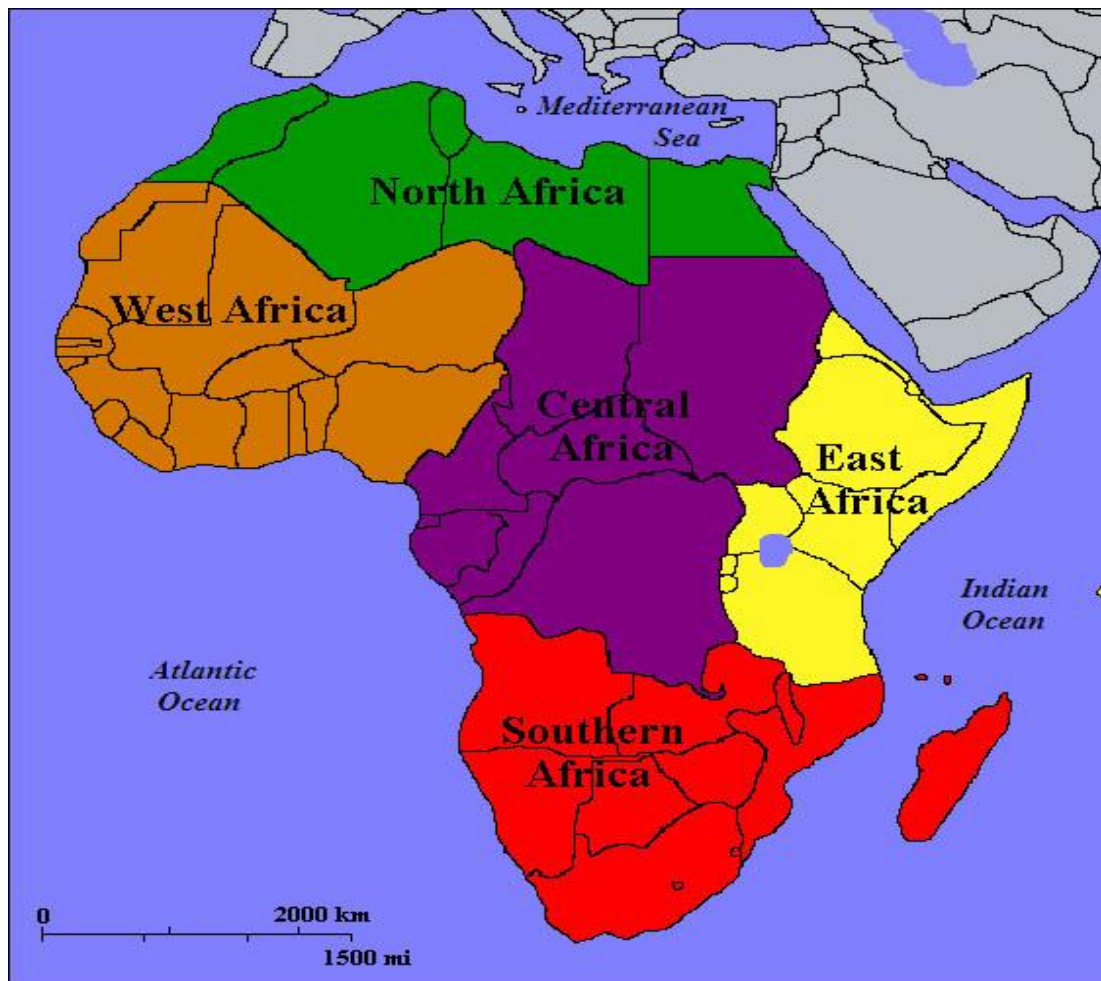 Mediterranean
Sea
North Africa
West Africa
Central
Africa
East
Africa
Indian
Ocean
Atlantic
Ocean
Southern
Africa
0 2000 km
1500 mi